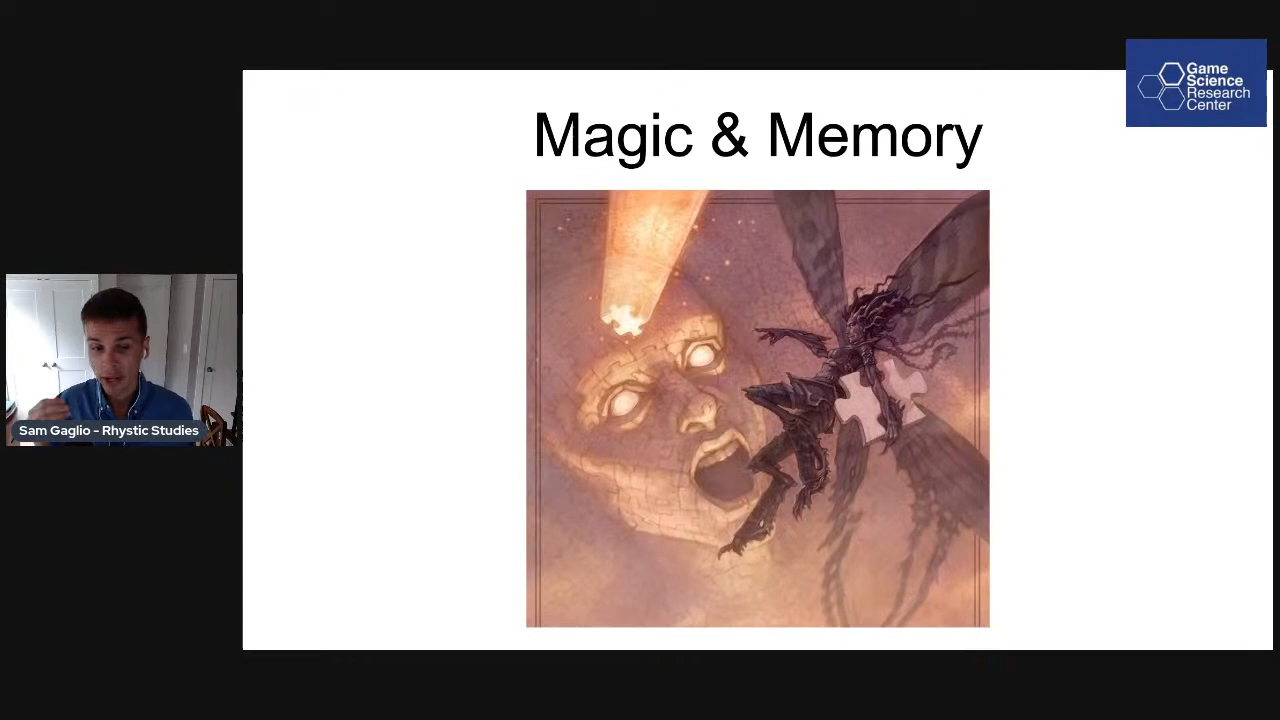 Game
Science
Research
Center
Magic & Memory
Sam Gaglio - Rhystic Studies